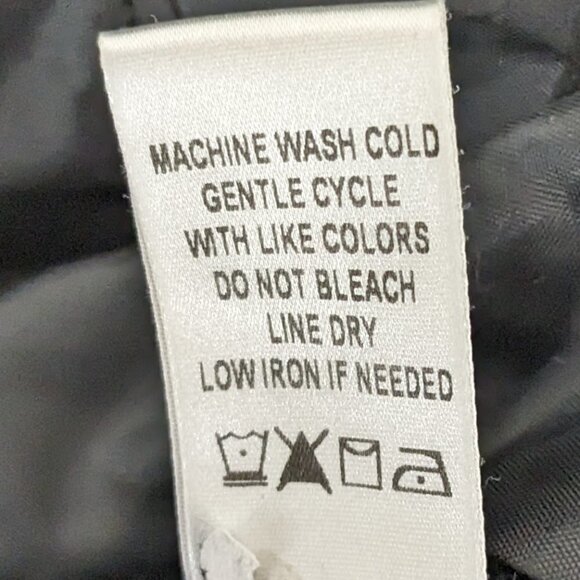 MACHINE WASH COLD
GENTLE CYCLE
WITH LIKE COLORS
DO NOT BLEACH
LINE DRY
LOW IRON IF NEEDED